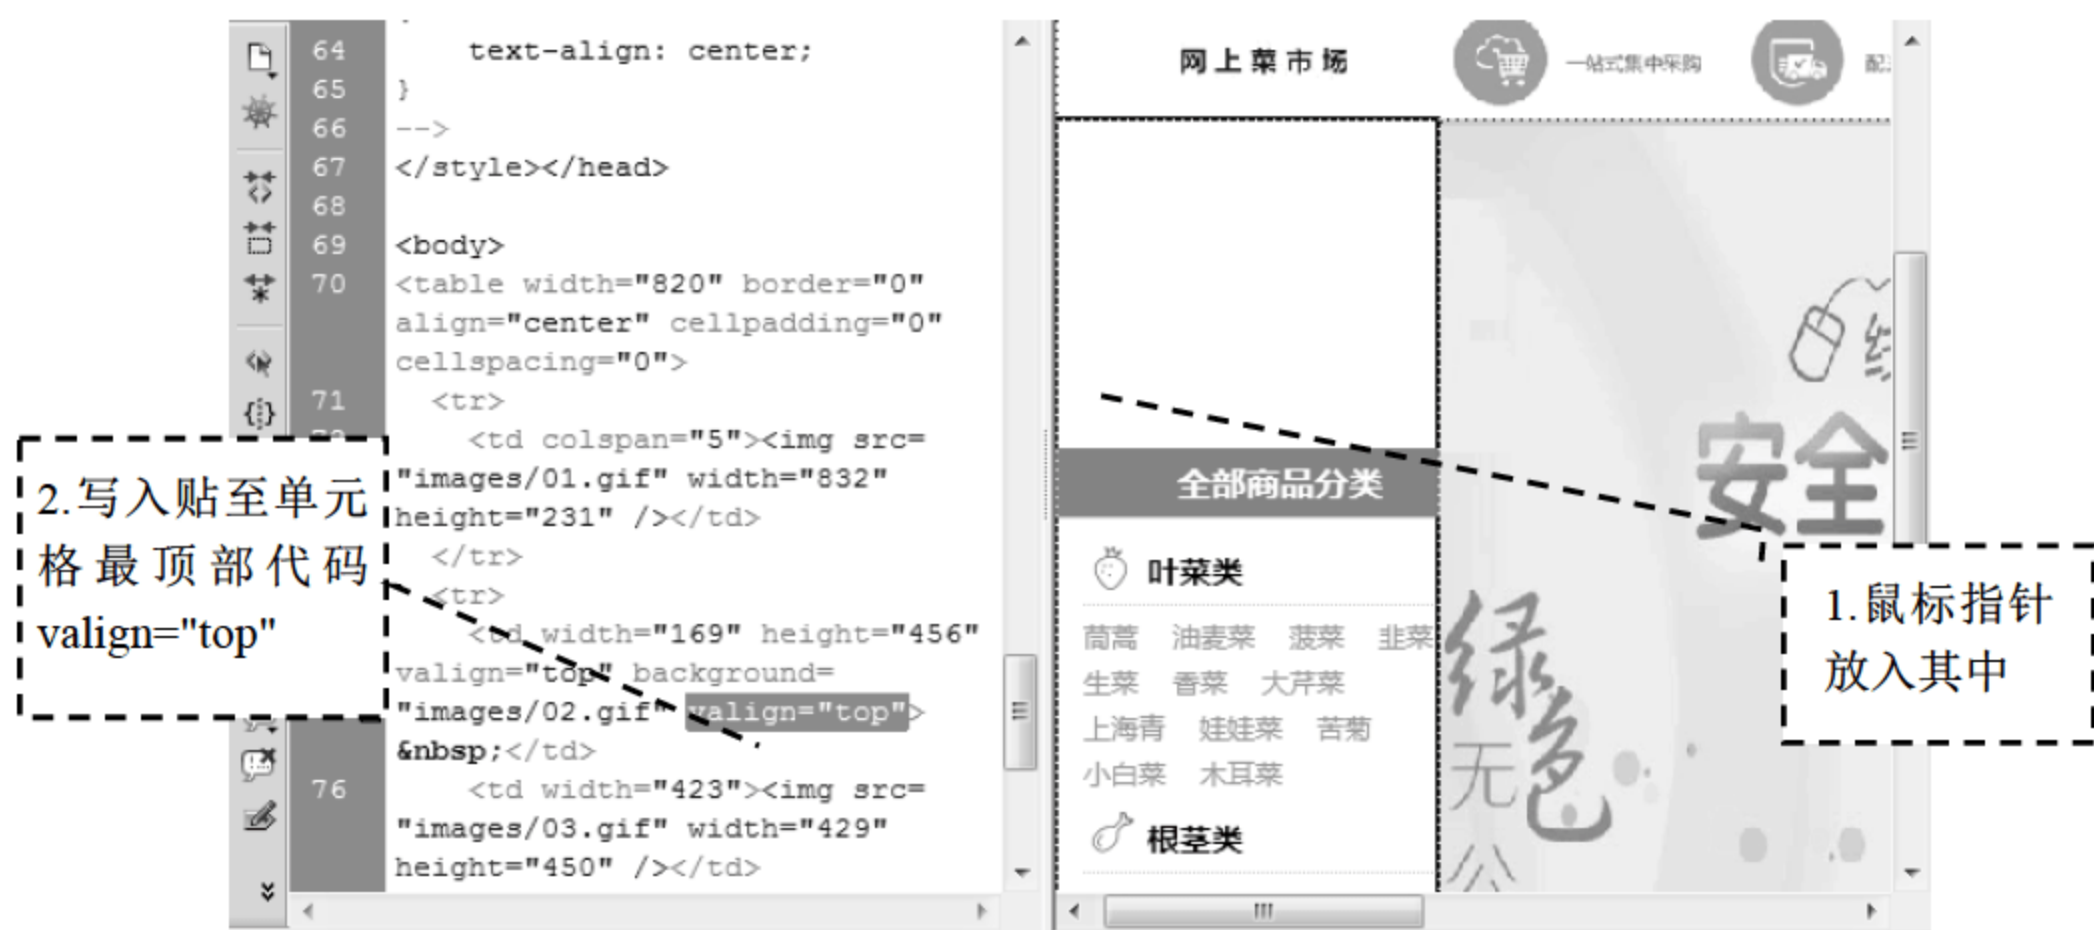 64 text-align: center;
65 }
66 -->
67 </style></head>
68
69 <body>
70 <table width="820" border="0"
align="center" cellpadding="0"
cellspacing="0">
71 <tr>
<td colspan="5"><img src=
"images/01.gif" width="832"
height="231" /></td>
</tr>
<tr>
<td width="169" height="456"
valign="top" background=
"images/02.gif" valign="top">
&nbsp;</td>
76 <td width="423"><img src=
"images/03.gif" width="429"
height="450" /></td>
2.写入贴至单元
格最顶部代码
valign="top"
网上菜市场
一站式集中采购
全部商品分类
叶菜类
茼蒿 油麦菜 菠菜 韭菜
生菜 香菜 大芹菜
上海青 娃娃菜 苦菊
小白菜 木耳菜
根茎类
安全
绿色
无
公
1.鼠标指针
放入其中